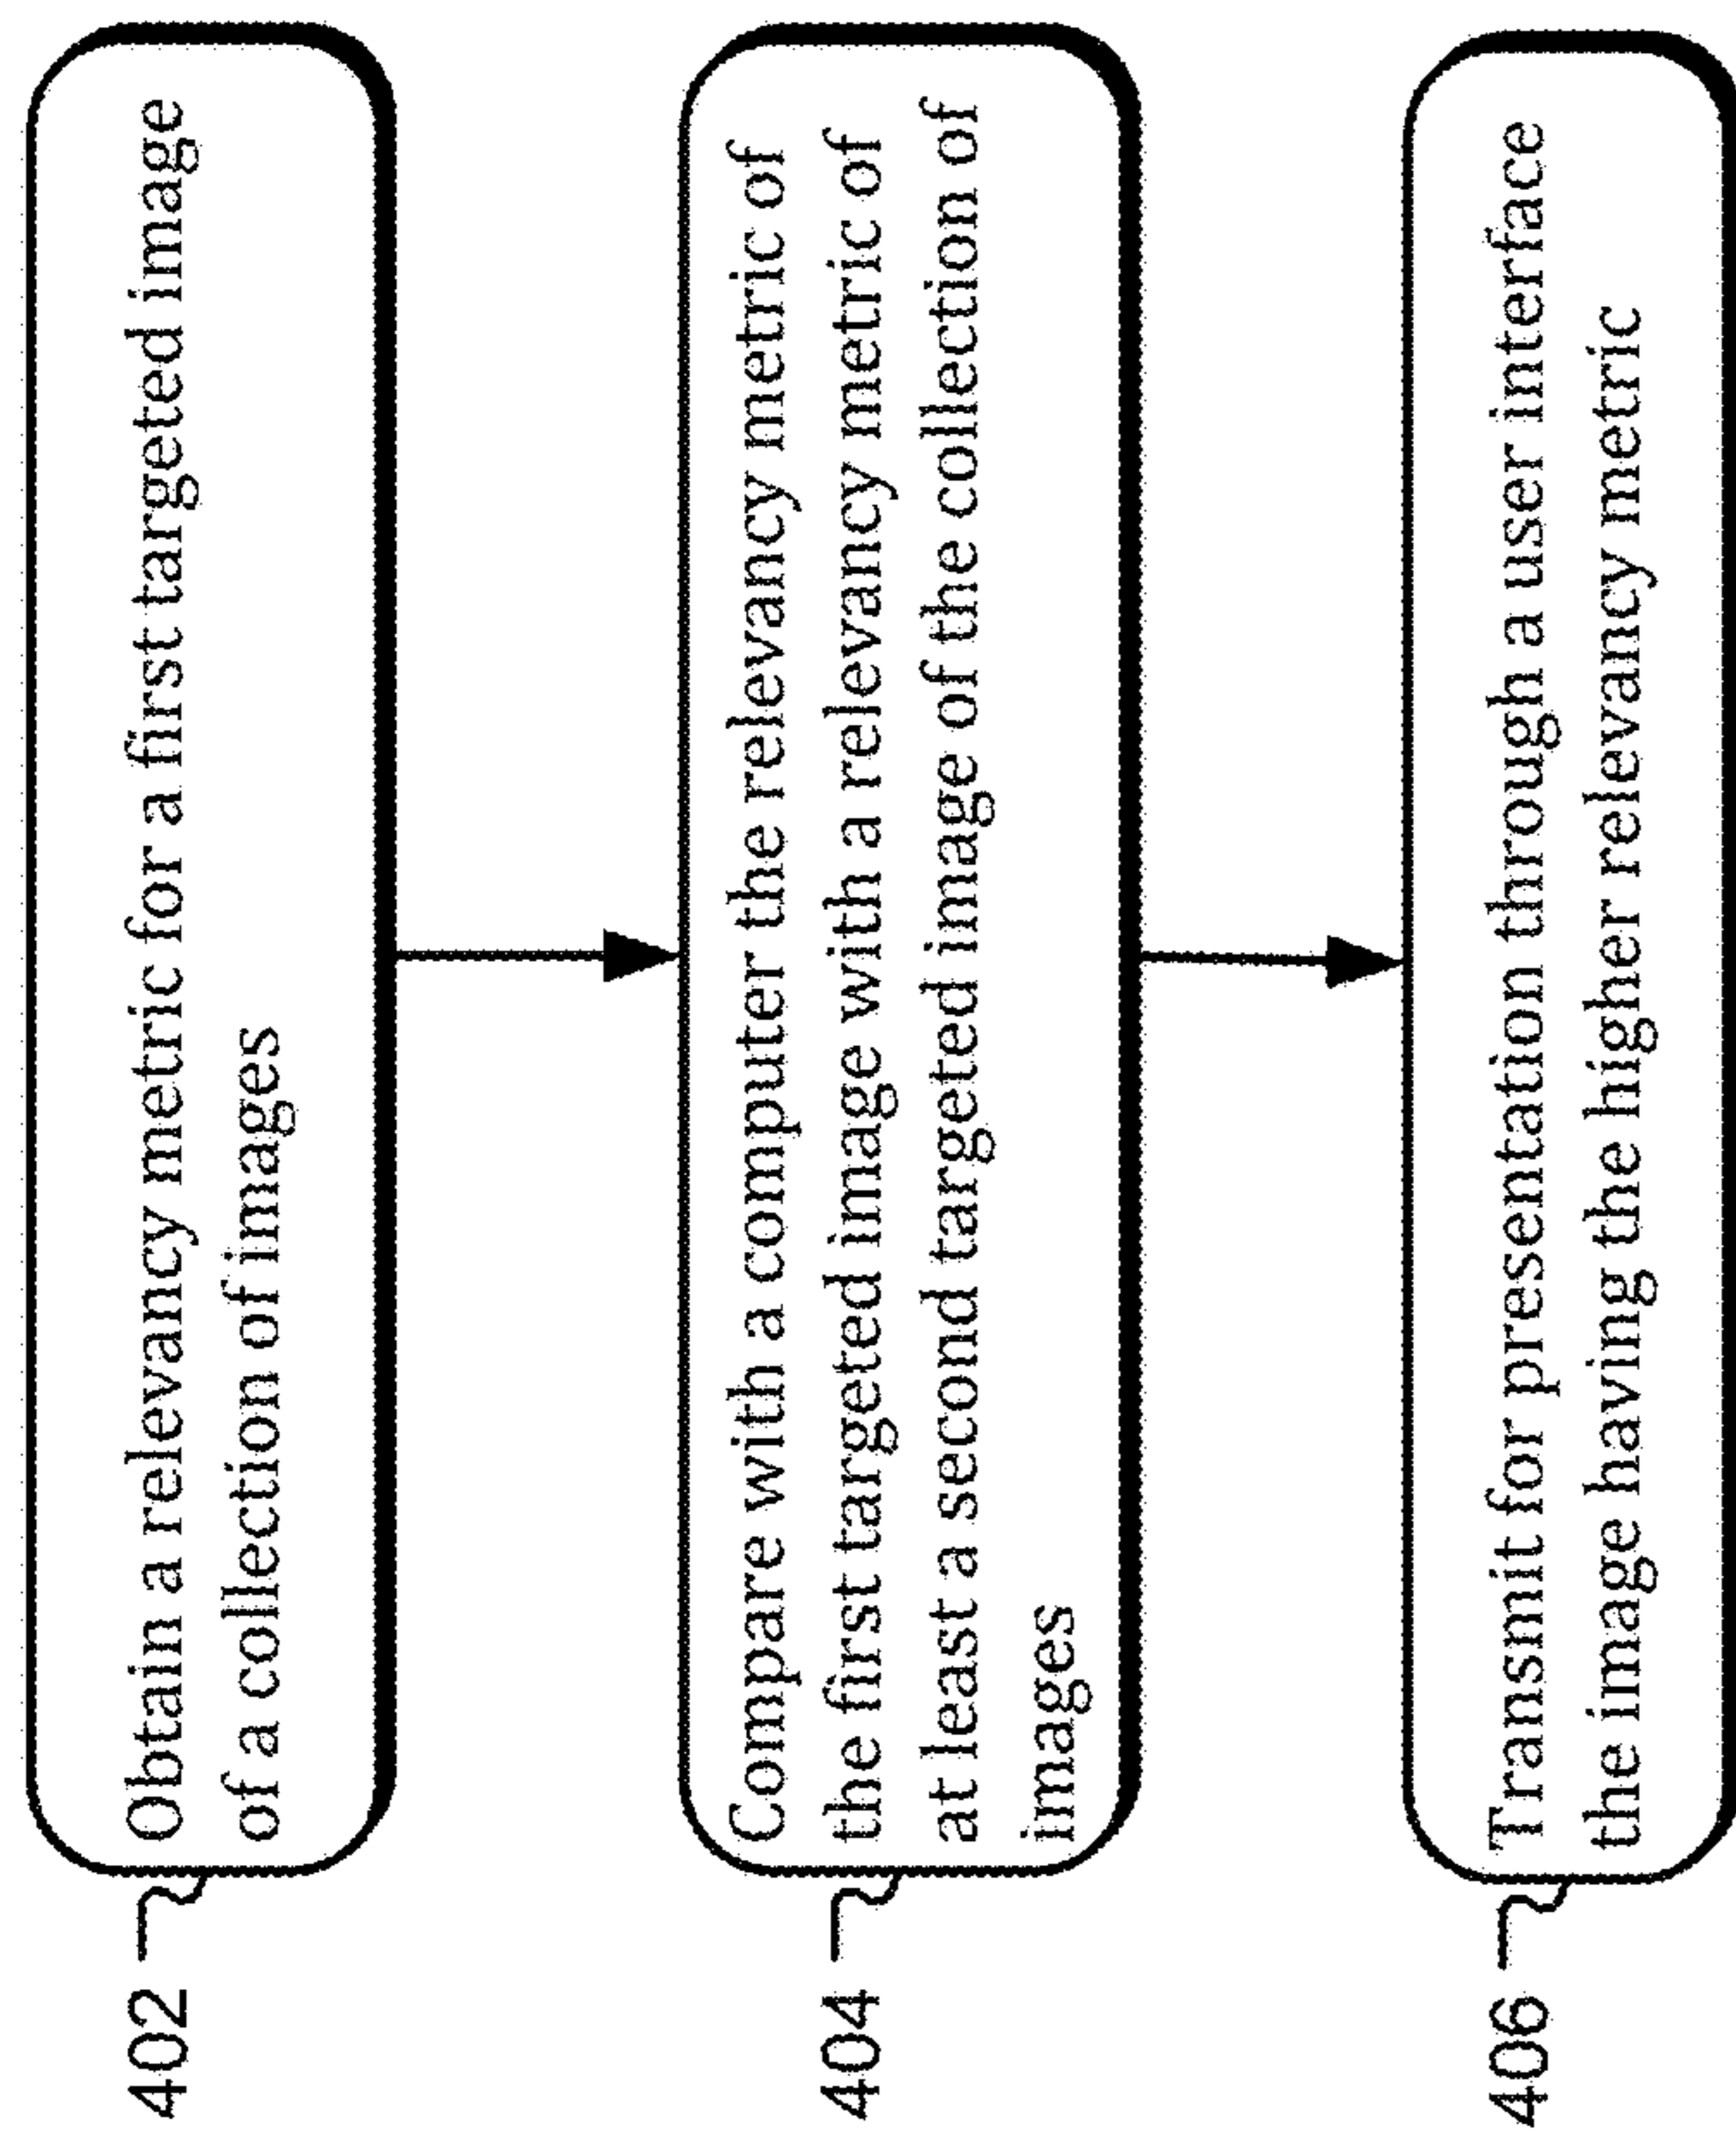 402
Obtain a relevancy metric for a first targeted image
of a collection of images
404
Compare with a computer the relevancy metric of
the first targeted image with a relevancy metric of
at least a second targeted image of the collection of
images
406
Transmit for presentation through a user interface
the image having the higher relevancy metric